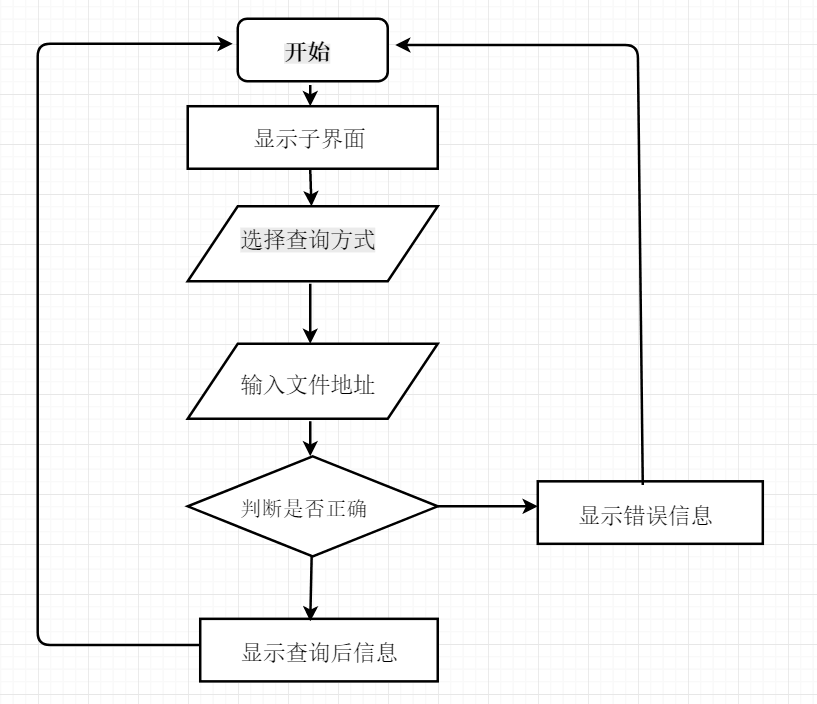 开始
显示子界面
选择查询方式
输入文件地址
判断是否正确
显示错误信息
显示查询后信息